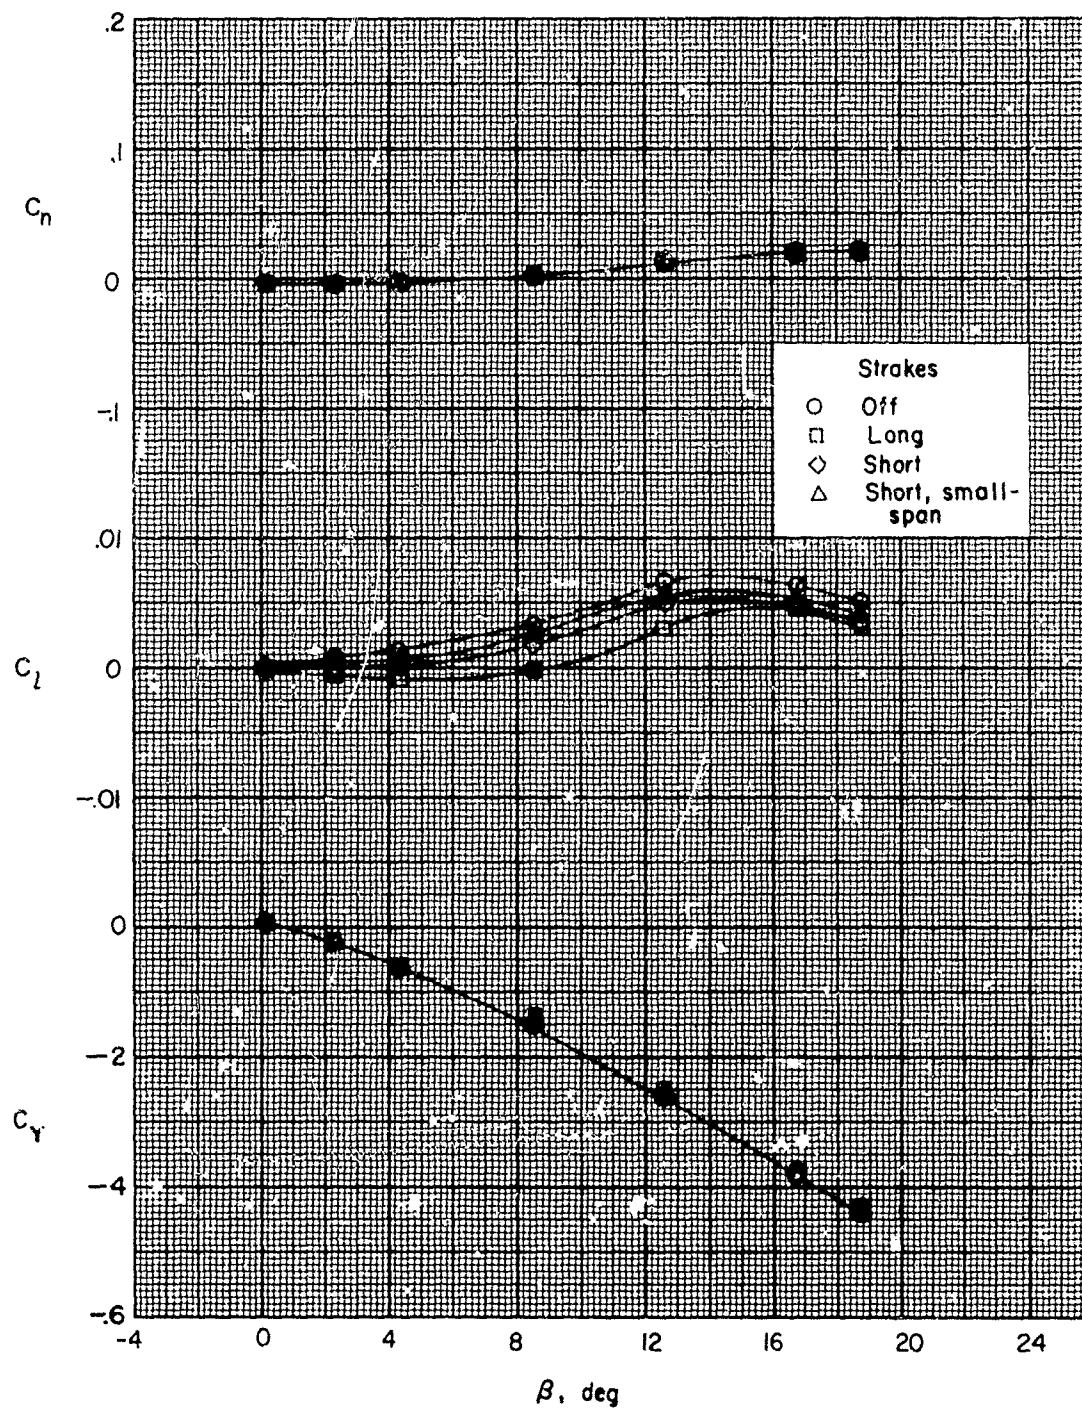 .2
.1
Cn
0
-.1
Strakes
Off
Long
Short
Short, small-
span
.01
Cl
0
-.01
0
-.2
CY
-.4
-.6
-4 0 4 8 12 16 20 24
β, deg